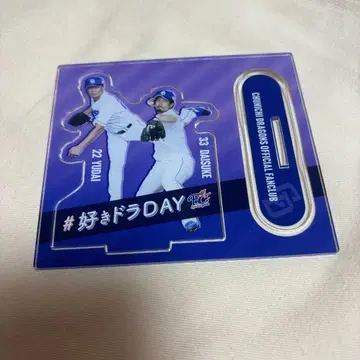 22 YUDAI
33 DAISUKE
#好きドラDAY
CHUNICHI DRAGONS OFFICIAL FANCLUB